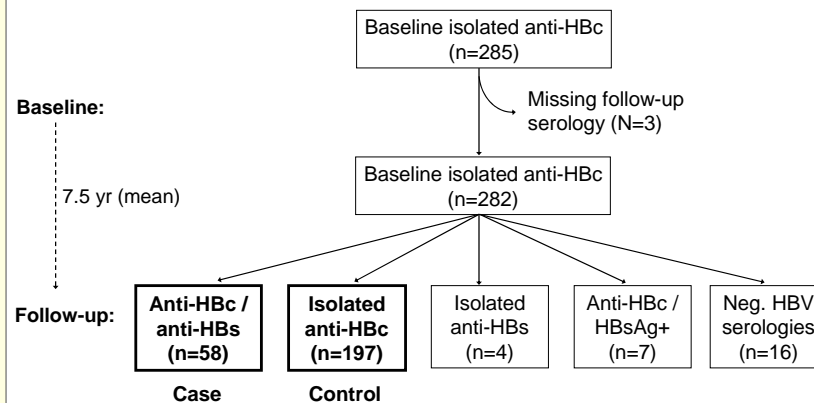 Baseline isolated anti-HBc
(n=285)
Baseline:
Missing follow-up
serology (N=3)
Baseline isolated anti-HBc
(n=282)
7.5 yr (mean)
Follow-up:
Anti-HBc /
anti-HBs
(n=58)
Isolated
anti-HBc
(n=197)
Isolated
anti-HBs
(n=4)
Anti-HBc /
HBsAg+
(n=7)
Neg. HBV
serologies
(n=16)
Case
Control